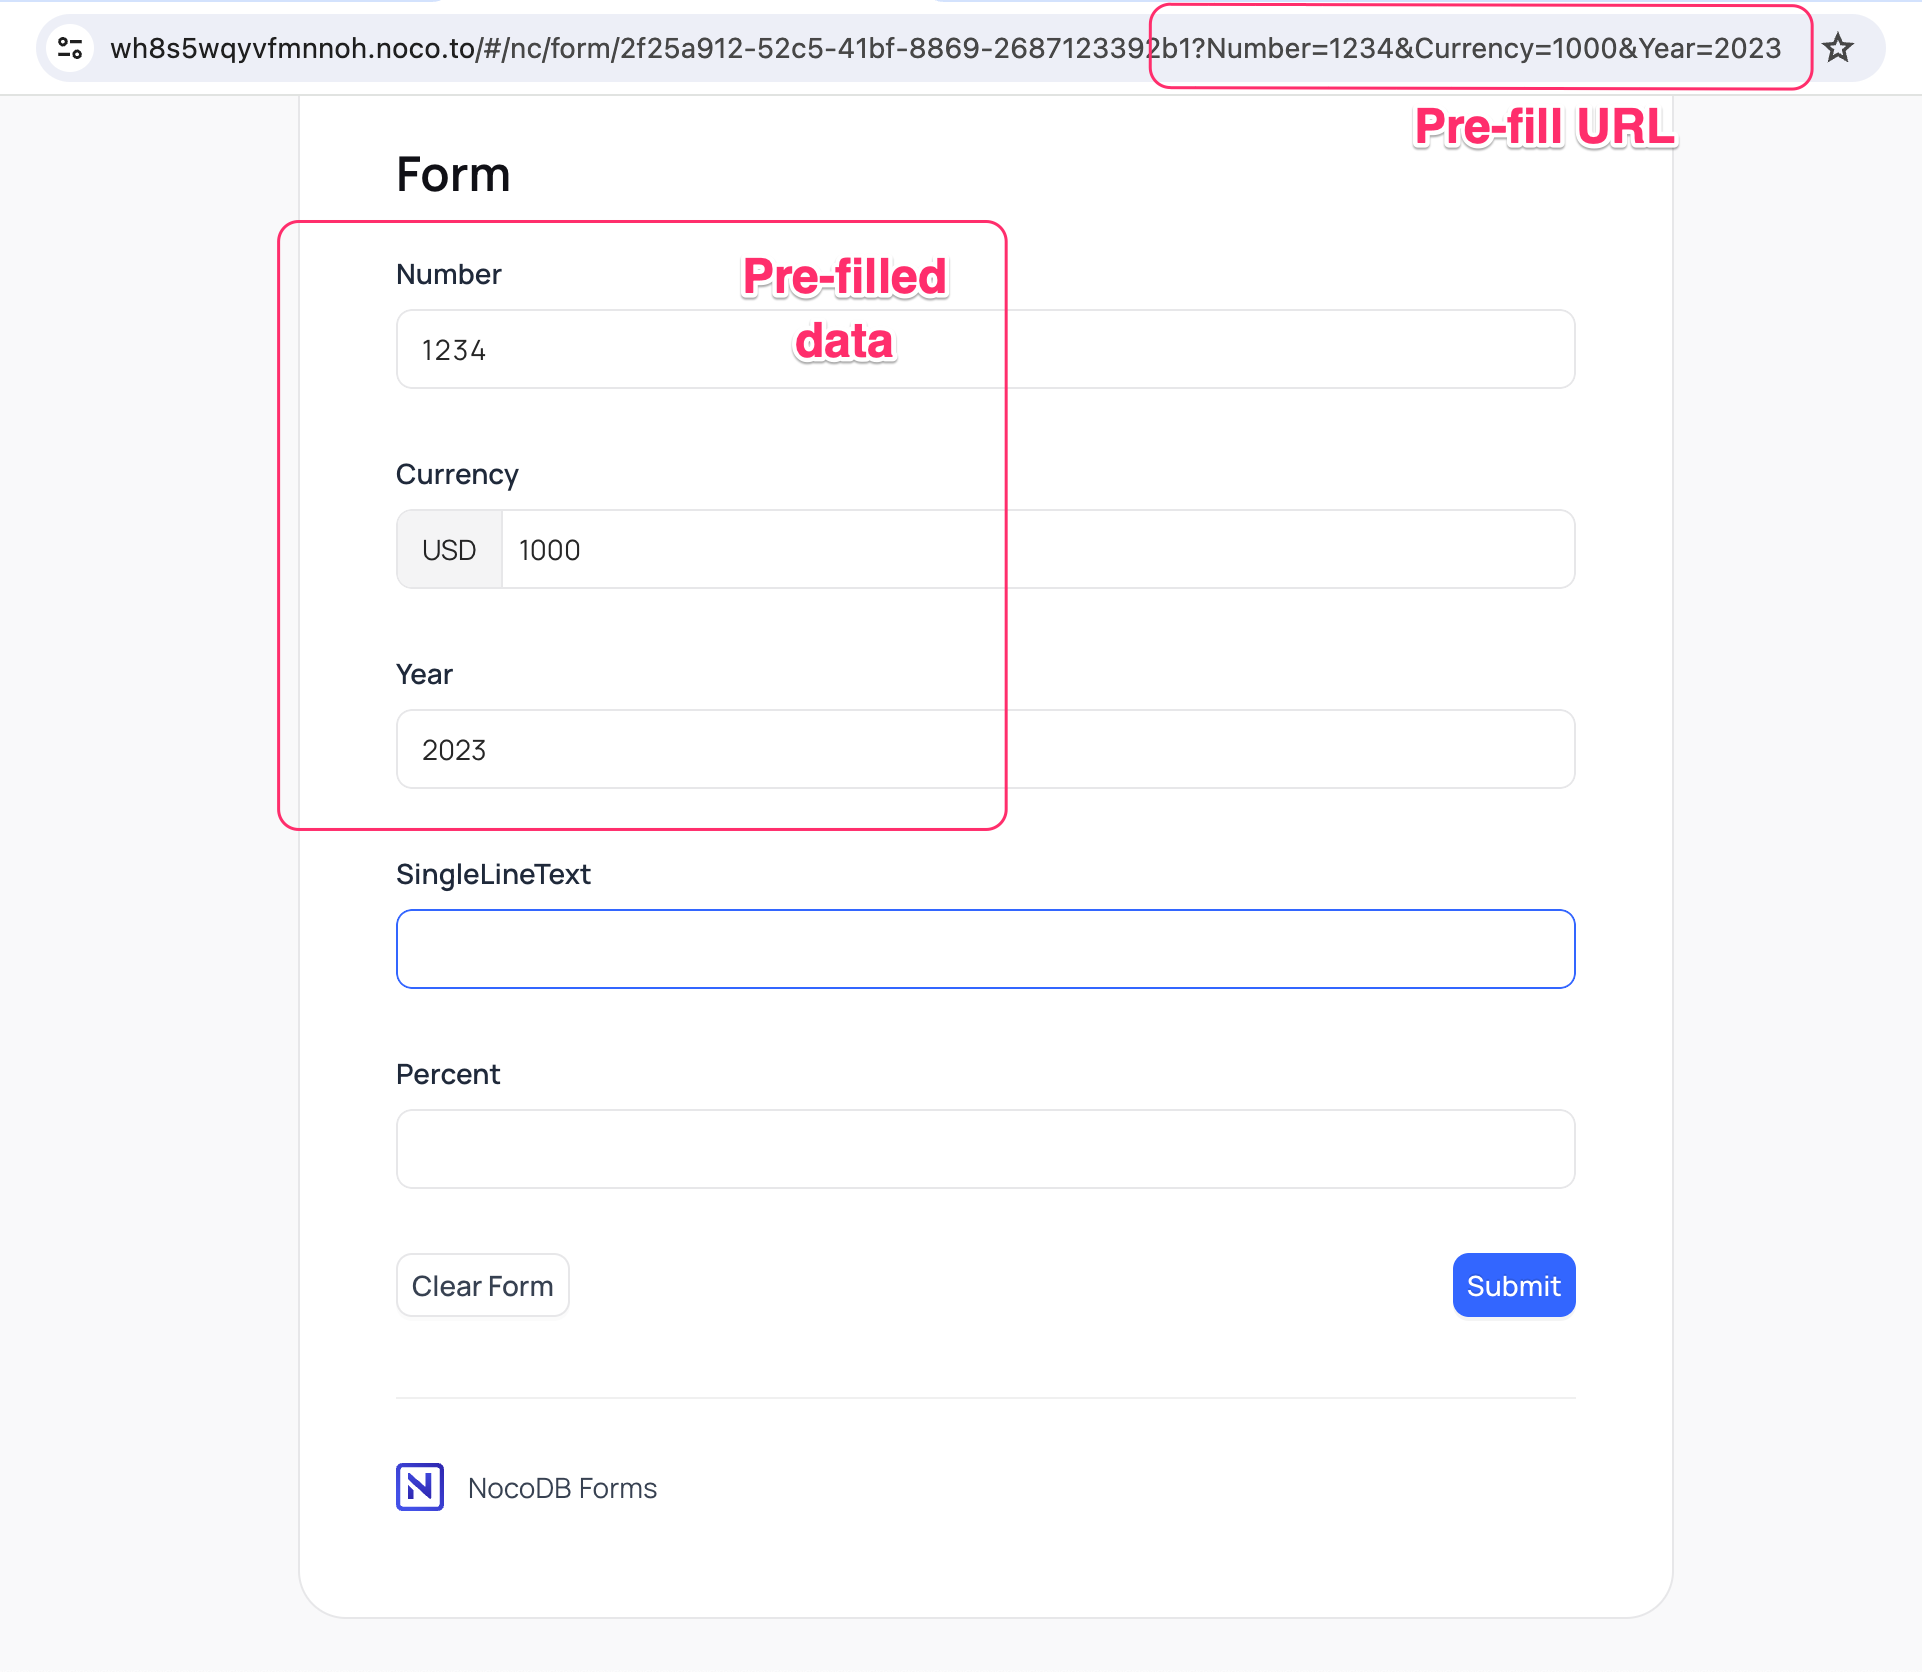 wh8s5wqyvfmnnoh.noco.to/#/nc/form/2f25a912-52c5-41bf-8869-2687123392b1?Number=1234&Currency=1000&Year=2023
Pre-fill URL
Form
Number
Pre-filled
data
1234
Currency
USD 1000
Year
2023
SingleLineText
Percent
Clear Form
Submit
N NocoDB Forms